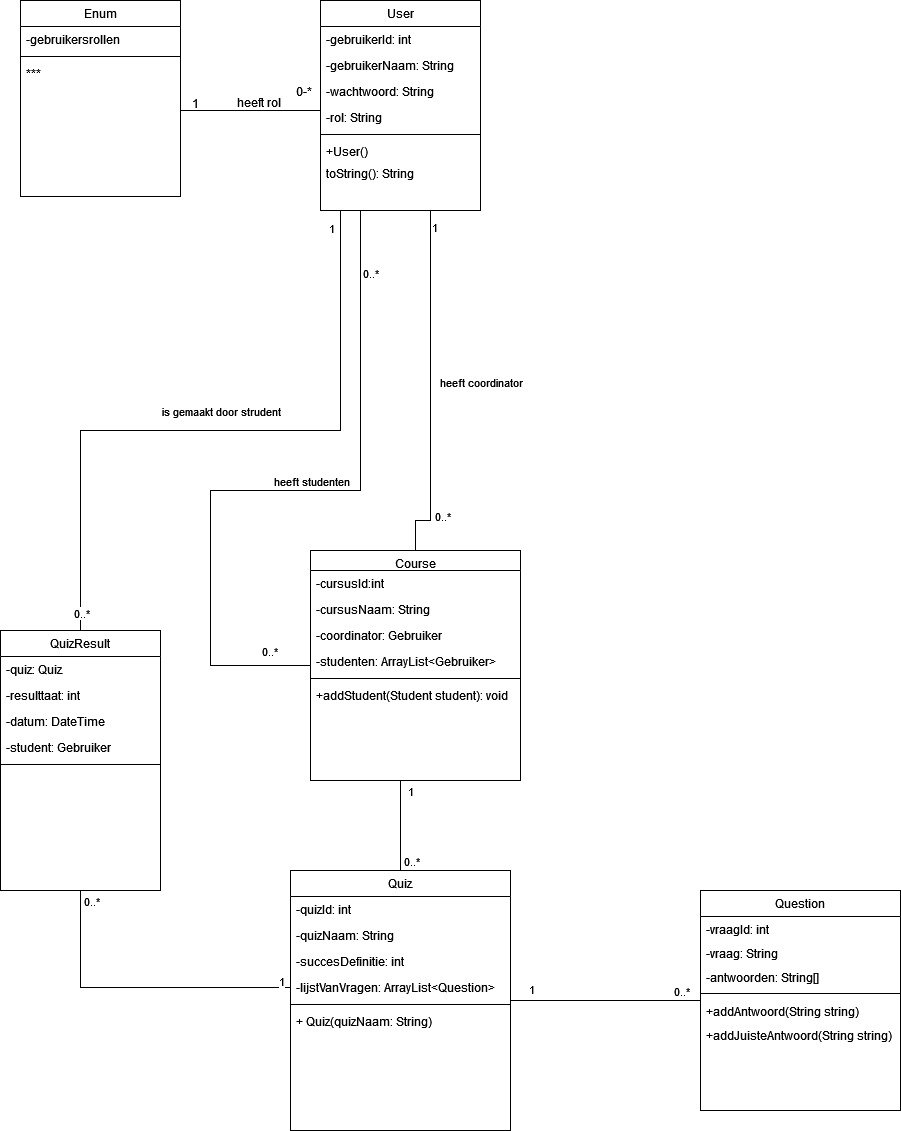 Enum
-gebruikersrollen
***
User
-gebruikerId: int
-gebruikerNaam: String
-wachtwoord: String
-rol: String
+User()
toString(): String
1
heeft rol
0-*
1
0..*
1
heeft coordinator
is gemaakt door strudent
heeft studenten
0..*
0..*
0..*
Course
-cursusId:int
-cursusNaam: String
-coordinator: Gebruiker
-studenten: ArrayList<Gebruiker>
+addStudent(Student student): void
QuizResult
-quiz: Quiz
-resulttaat: int
-datum: DateTime
-student: Gebruiker
1
0..*
0..*
1
Quiz
-quizId: int
-quizNaam: String
-succesDefinitie: int
-lijstVanVragen: ArrayList<Question>
+ Quiz(quizNaam: String)
1
0..*
Question
-vraagId: int
-vraag: String
-antwoorden: String[]
+addAntwoord(String string)
+addJuisteAntwoord(String string)